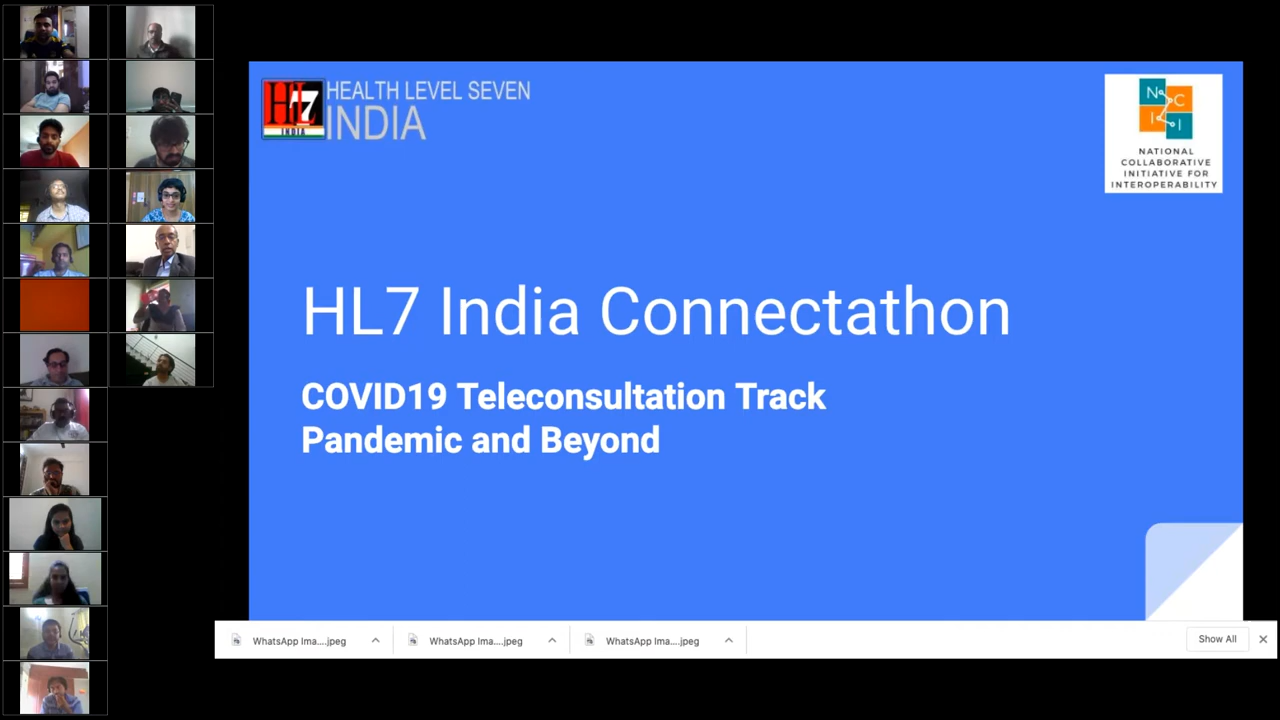 HL7
INDIA
HEALTH LEVEL SEVEN
INDIA
N C
I I
NATIONAL
COLLABORATIVE
INITIATIVE FOR
INTEROPERABILITY
HL7 India Connectathon
COVID19 Teleconsultation Track
Pandemic and Beyond
WhatsApp Ima....jpeg
WhatsApp Ima....jpeg
WhatsApp Ima....jpeg
Show All